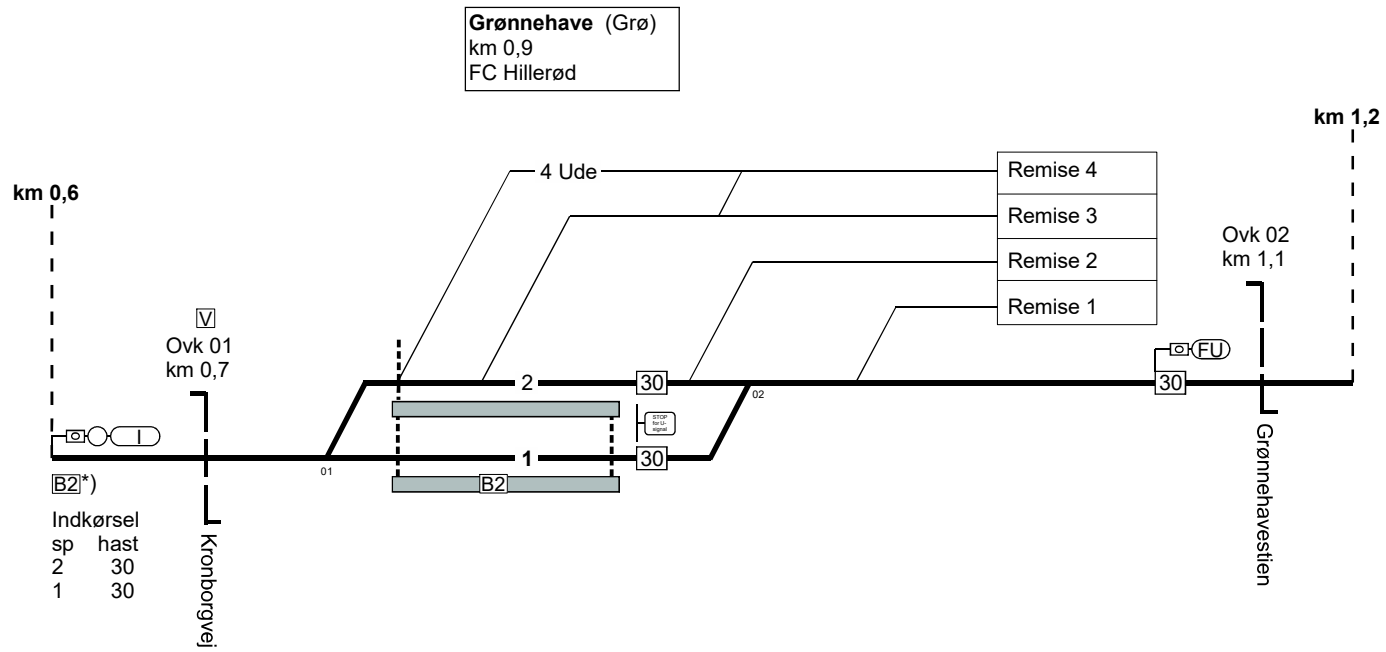 Grønnehave (Grø)
km 0,9
FC Hillerød
km 1,2
km 0,6
4 Ude
Remise 4
Remise 3
Remise 2
Remise 1
Ovk 02
km 1,1
V
Ovk 01
km 0,7
FU
2
30
30
02
STOP
for U-
signal
I
1
30
01
B2*)
B2
Indkørsel
sp hast
2 30
1 30
Kronborgvej
Grønnehavestien